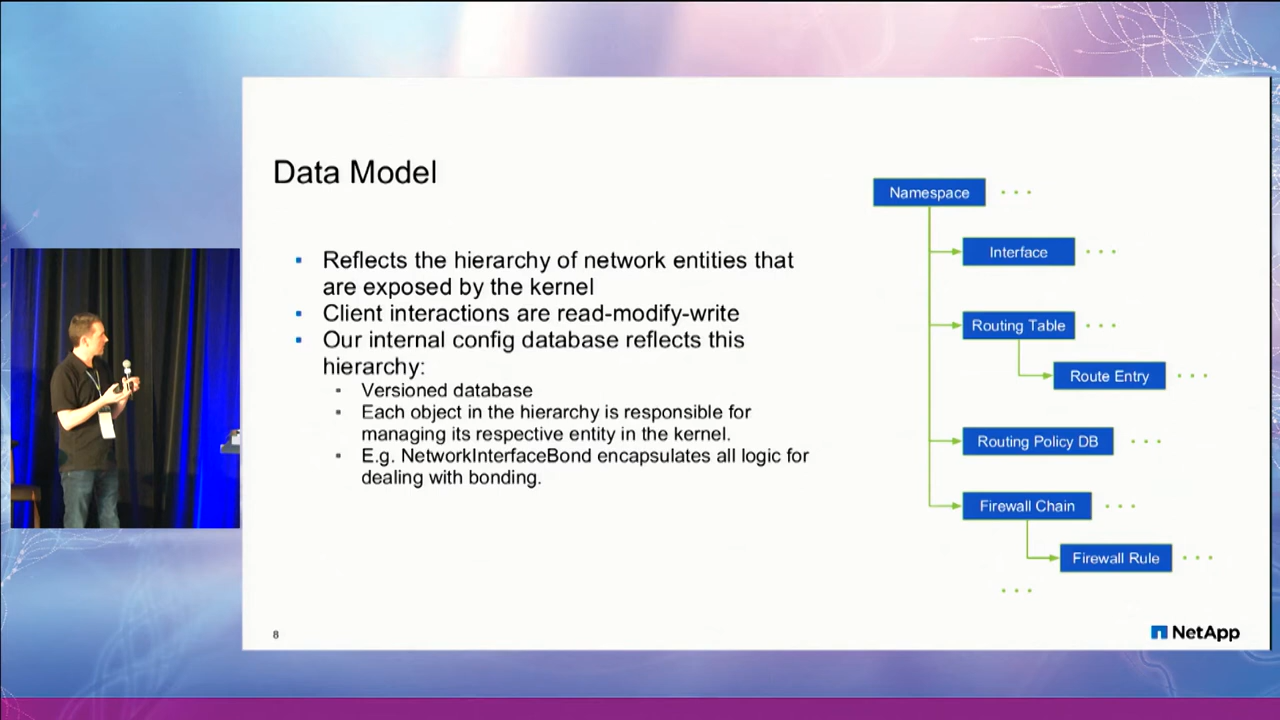 Data Model
Reflects the hierarchy of network entities that
are exposed by the kernel
Client interactions are read-modify-write
Our internal config database reflects this
hierarchy:
Versioned database
Each object in the hierarchy is responsible for
managing its respective entity in the kernel.
E.g. NetworkInterfaceBond encapsulates all logic for
dealing with bonding.
Namespace
Interface
Routing Table
Route Entry
Routing Policy DB
Firewall Chain
Firewall Rule
8
NetApp